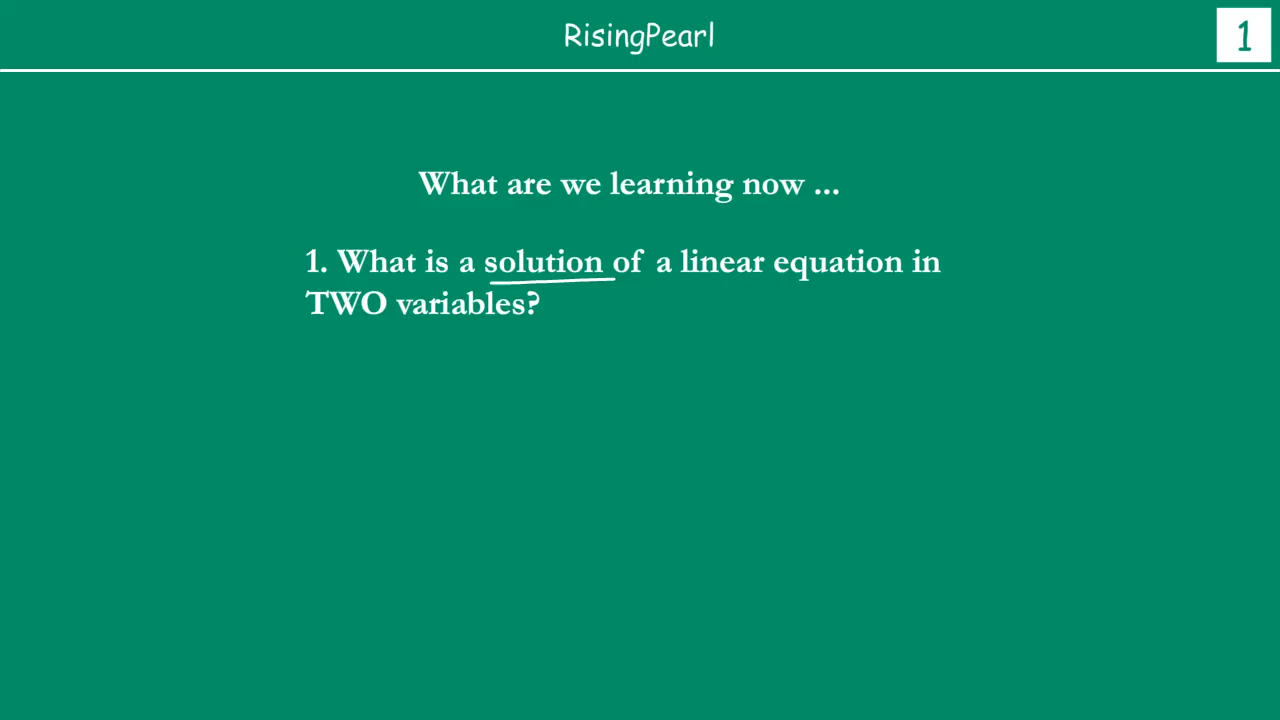 RisingPearl
1
What are we learning now ...
1. What is a solution of a linear equation in
TWO variables?